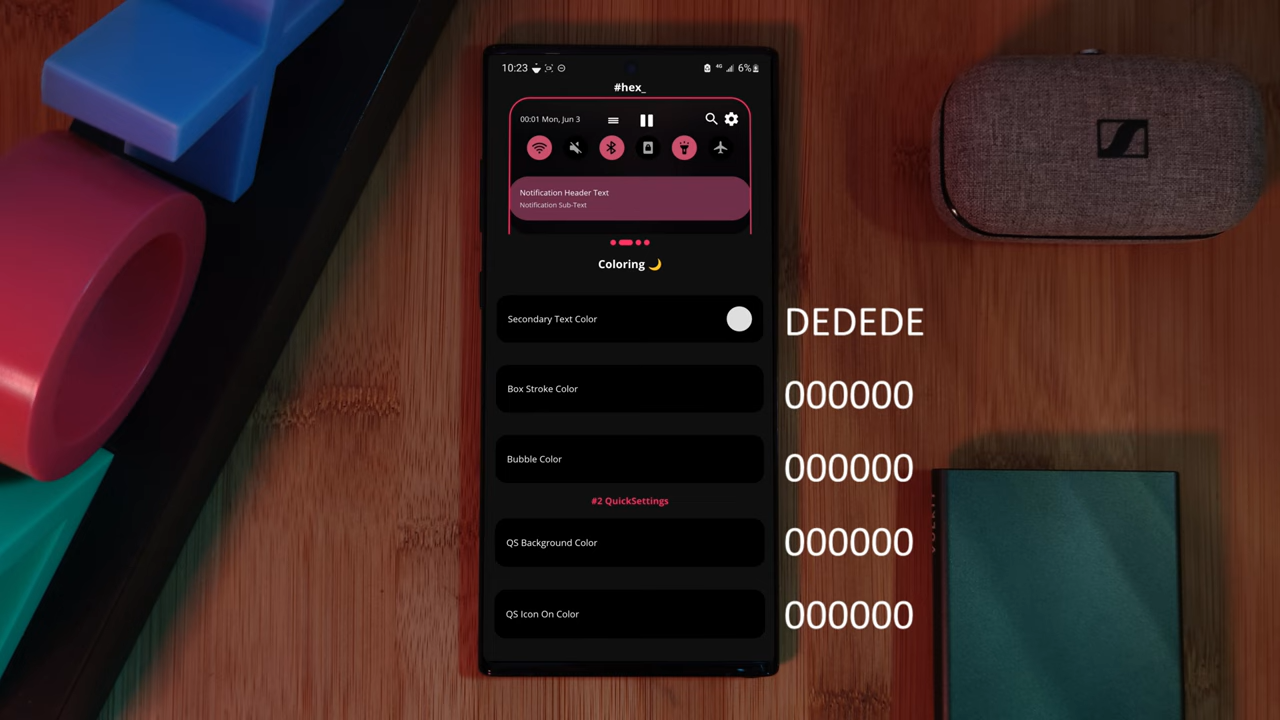 10:23
4G
6%
#hex_
00:01 Mon, Jun 3
Notification Header Text
Notification Sub-Text
Coloring 🌙
Secondary Text Color
DEDEDE
Box Stroke Color
000000
Bubble Color
000000
#2 QuickSettings
QS Background Color
000000
QS Icon On Color
000000